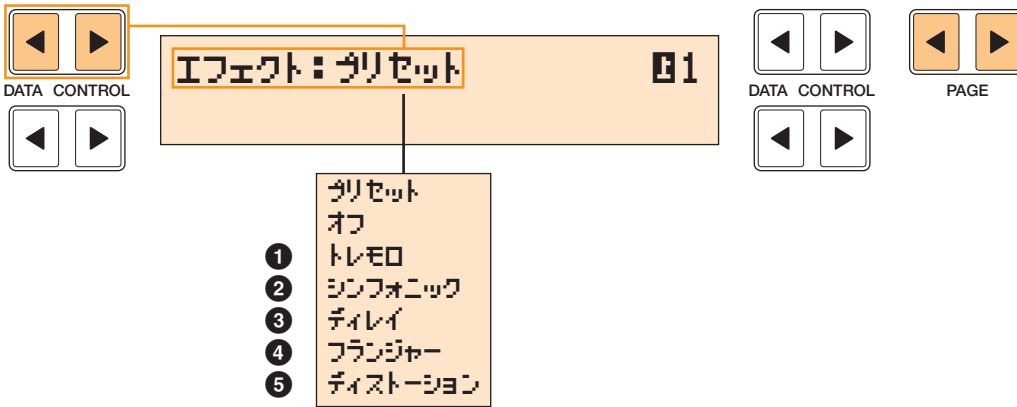 エフェクト:プリセット
E1
DATA CONTROL
DATA CONTROL
PAGE
プリセット
オフ
1 トレモロ
2 シンフォニック
3 ディレイ
4 フランジャー
5 ディストーション